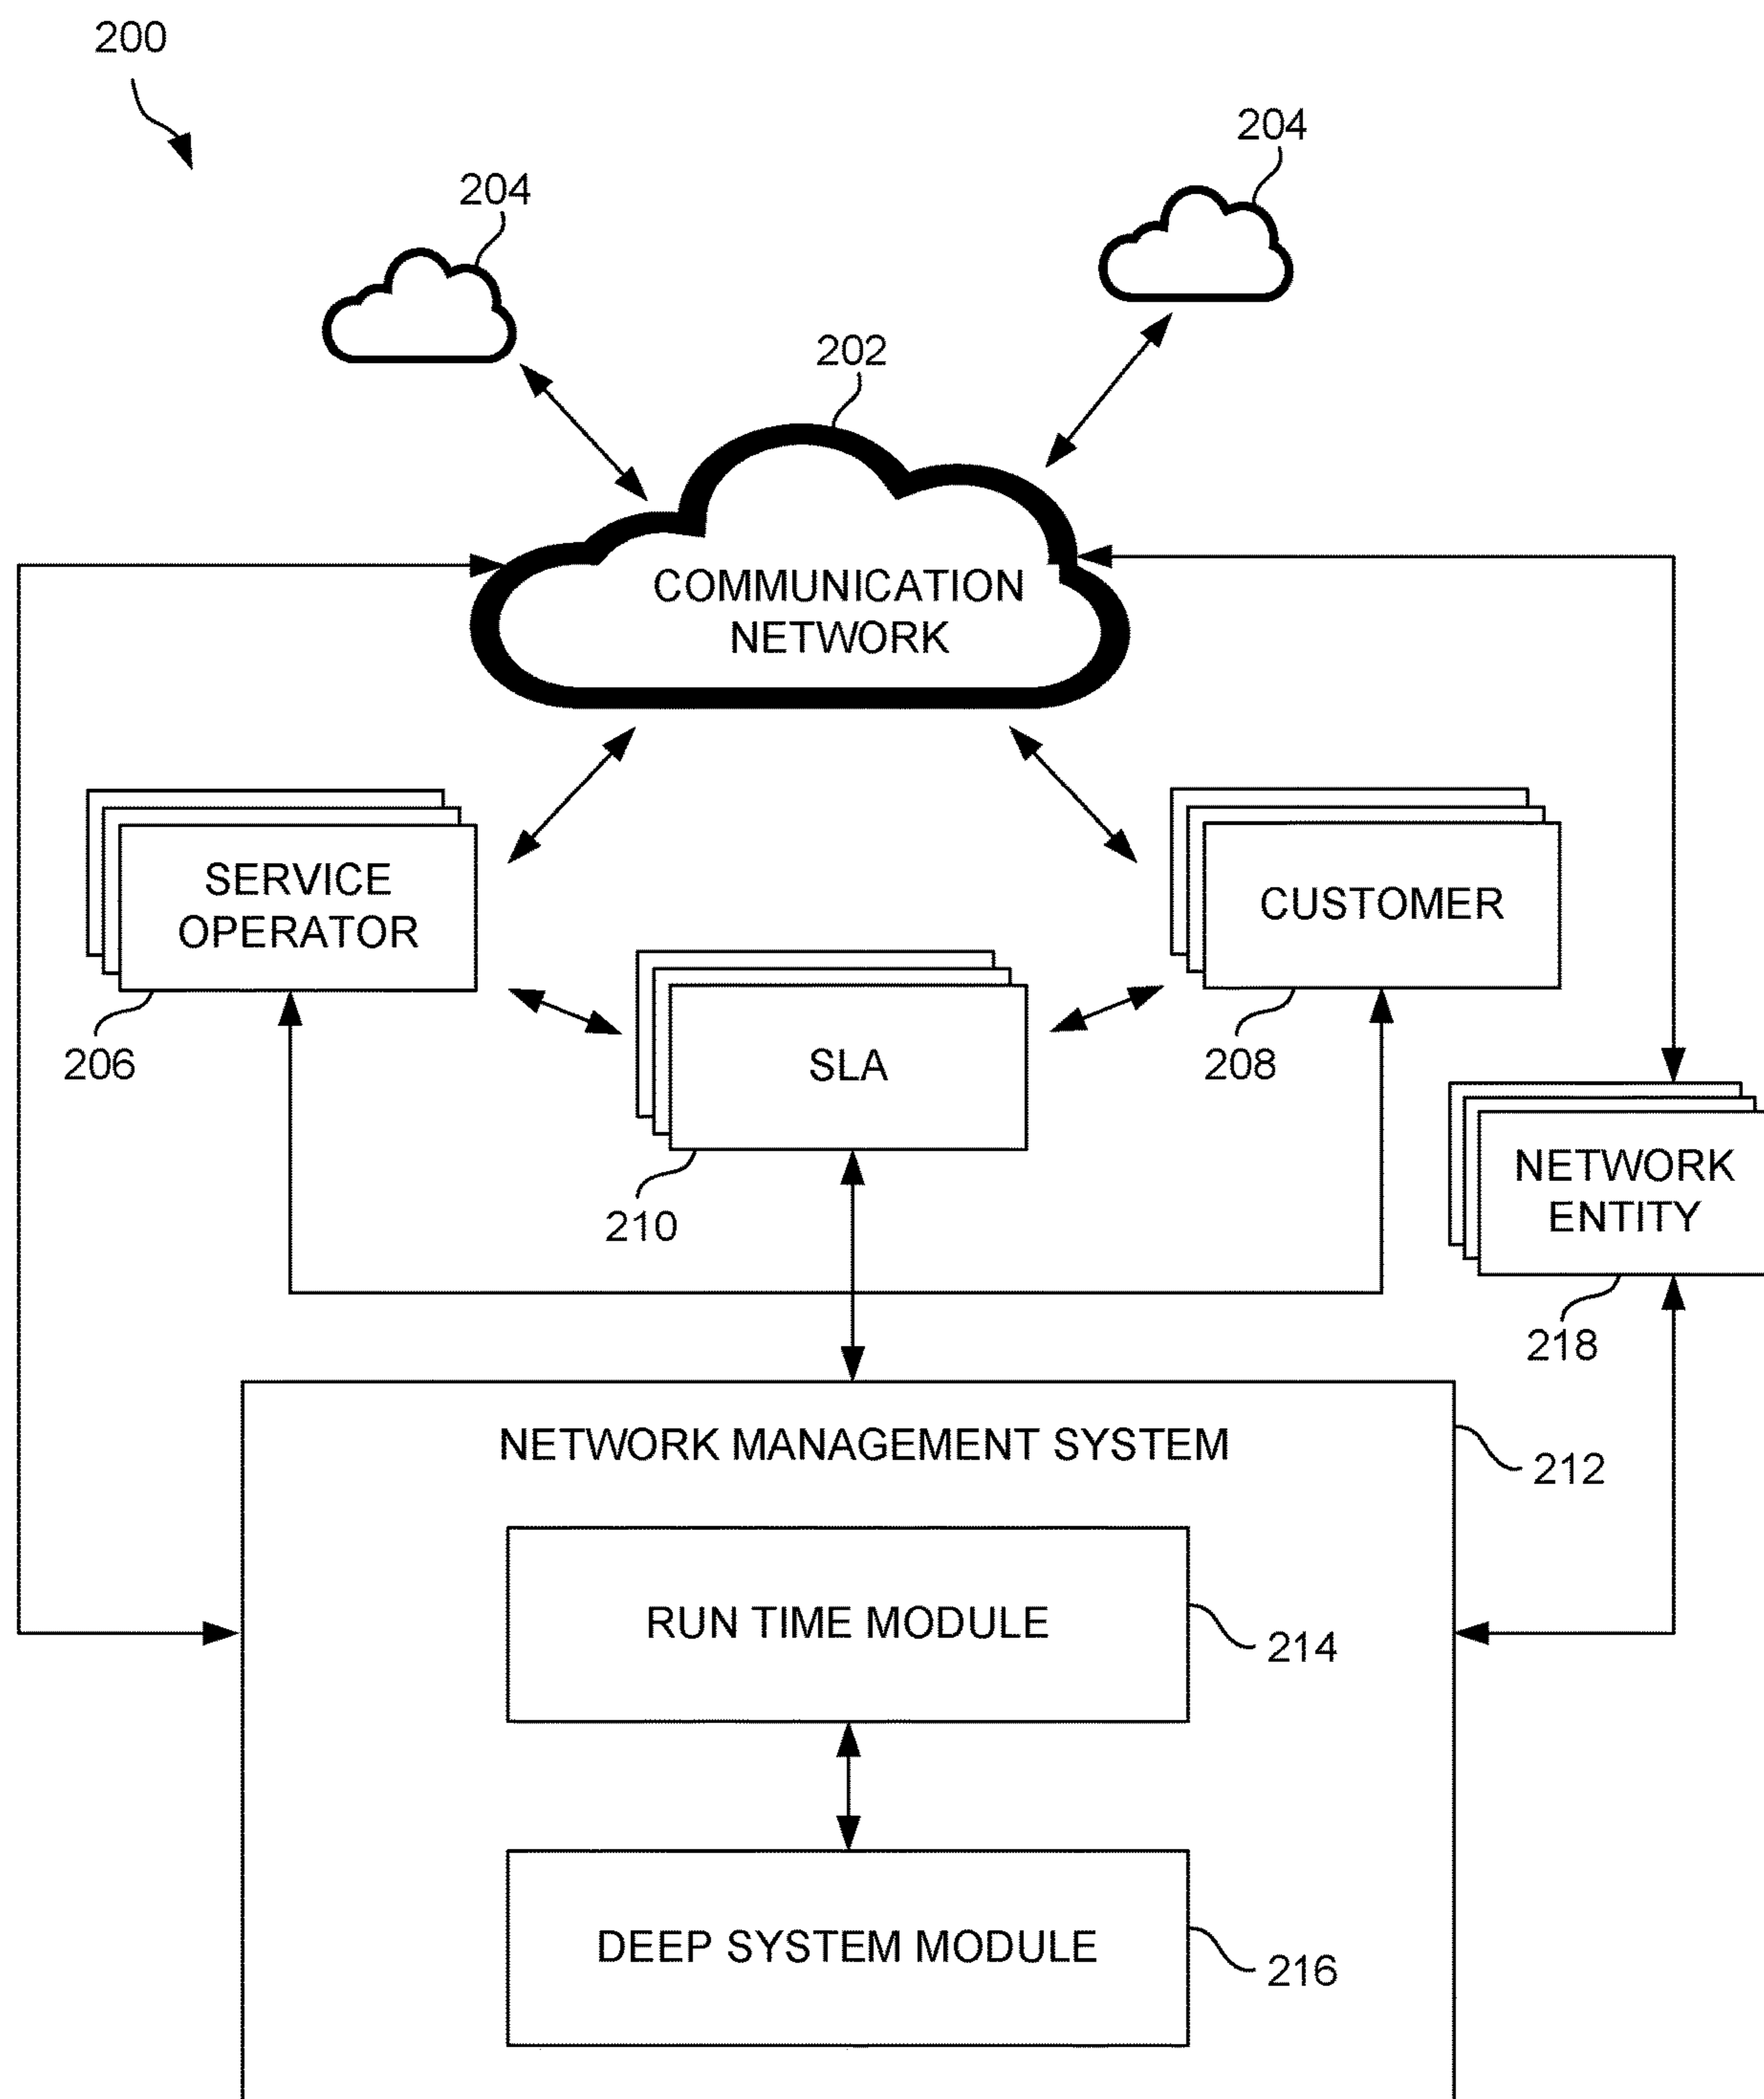 200
204
204
202
COMMUNICATION
NETWORK
SERVICE
OPERATOR
CUSTOMER
206
SLA
208
210
NETWORK
ENTITY
218
NETWORK MANAGEMENT SYSTEM
212
RUN TIME MODULE
214
DEEP SYSTEM MODULE
216